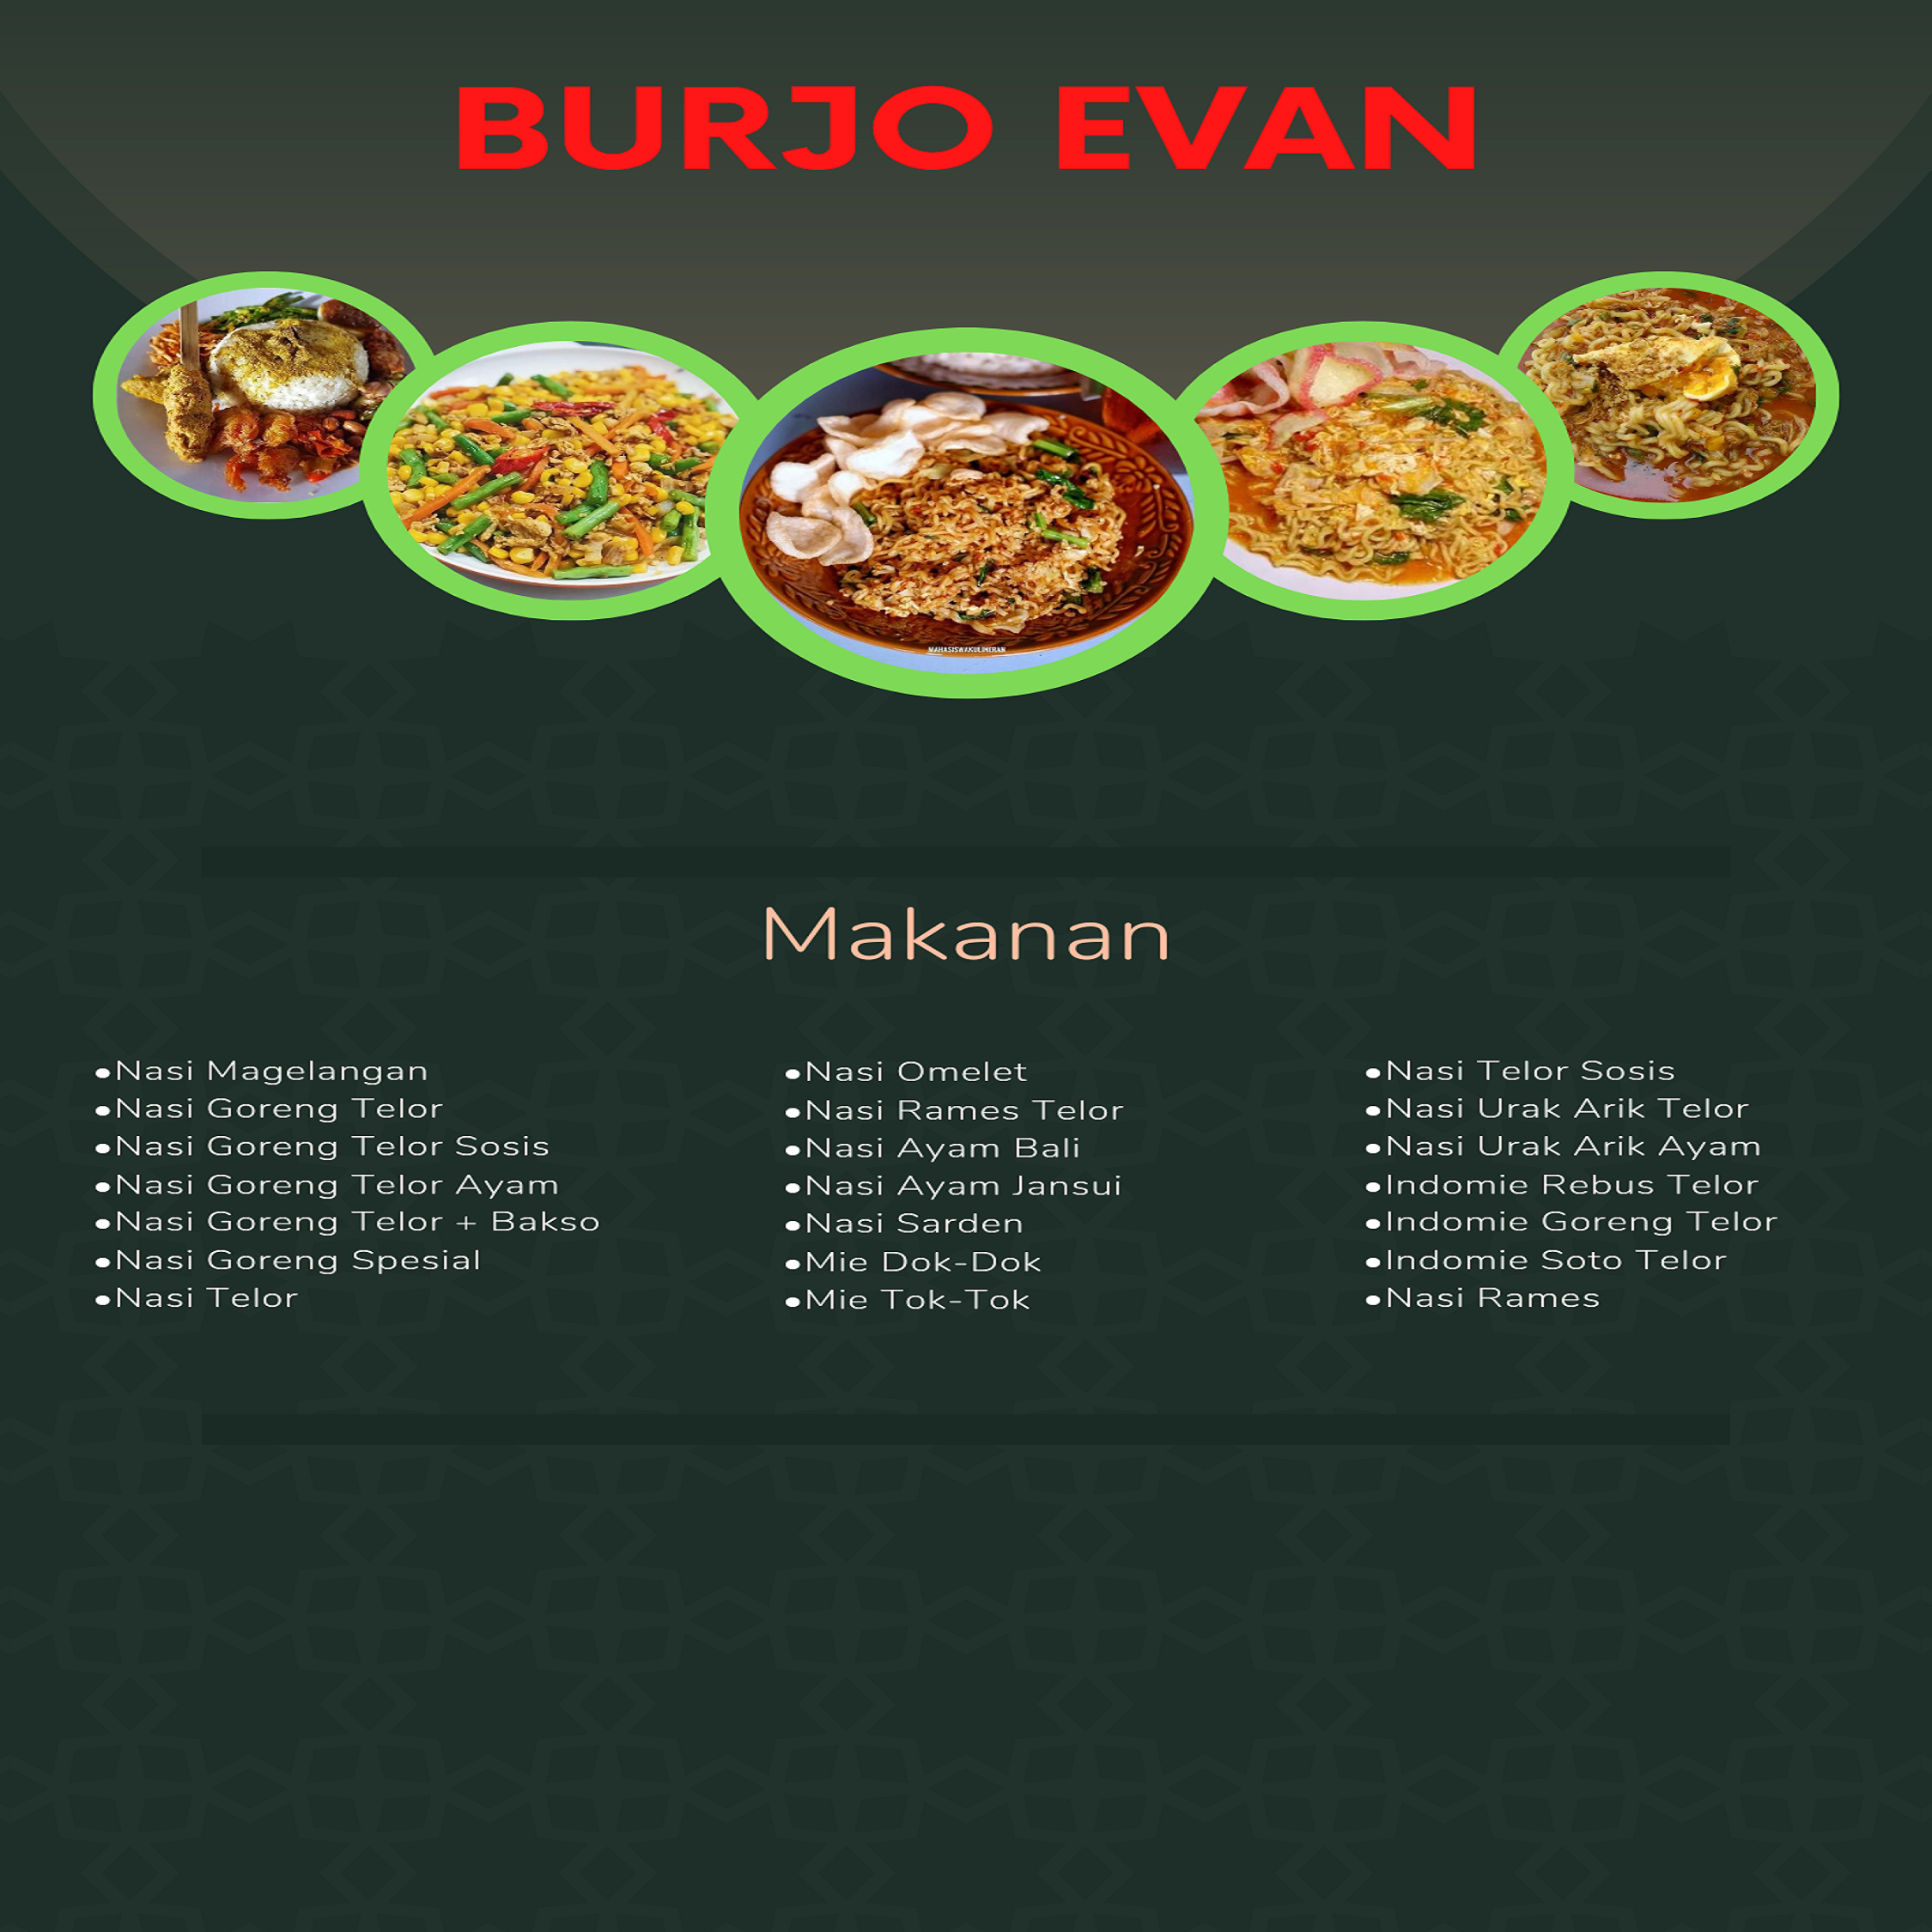 BURJO EVAN
MAHASISWAKULINERAN
Makanan
•Nasi Magelangan
•Nasi Goreng Telor
•Nasi Goreng Telor Sosis
•Nasi Goreng Telor Ayam
•Nasi Goreng Telor + Bakso
•Nasi Goreng Spesial
•Nasi Telor
•Nasi Omelet
•Nasi Rames Telor
•Nasi Ayam Bali
•Nasi Ayam Jansui
•Nasi Sarden
•Mie Dok-Dok
•Mie Tok-Tok
•Nasi Telor Sosis
•Nasi Urak Arik Telor
•Nasi Urak Arik Ayam
•Indomie Rebus Telor
•Indomie Goreng Telor
•Indomie Soto Telor
•Nasi Rames